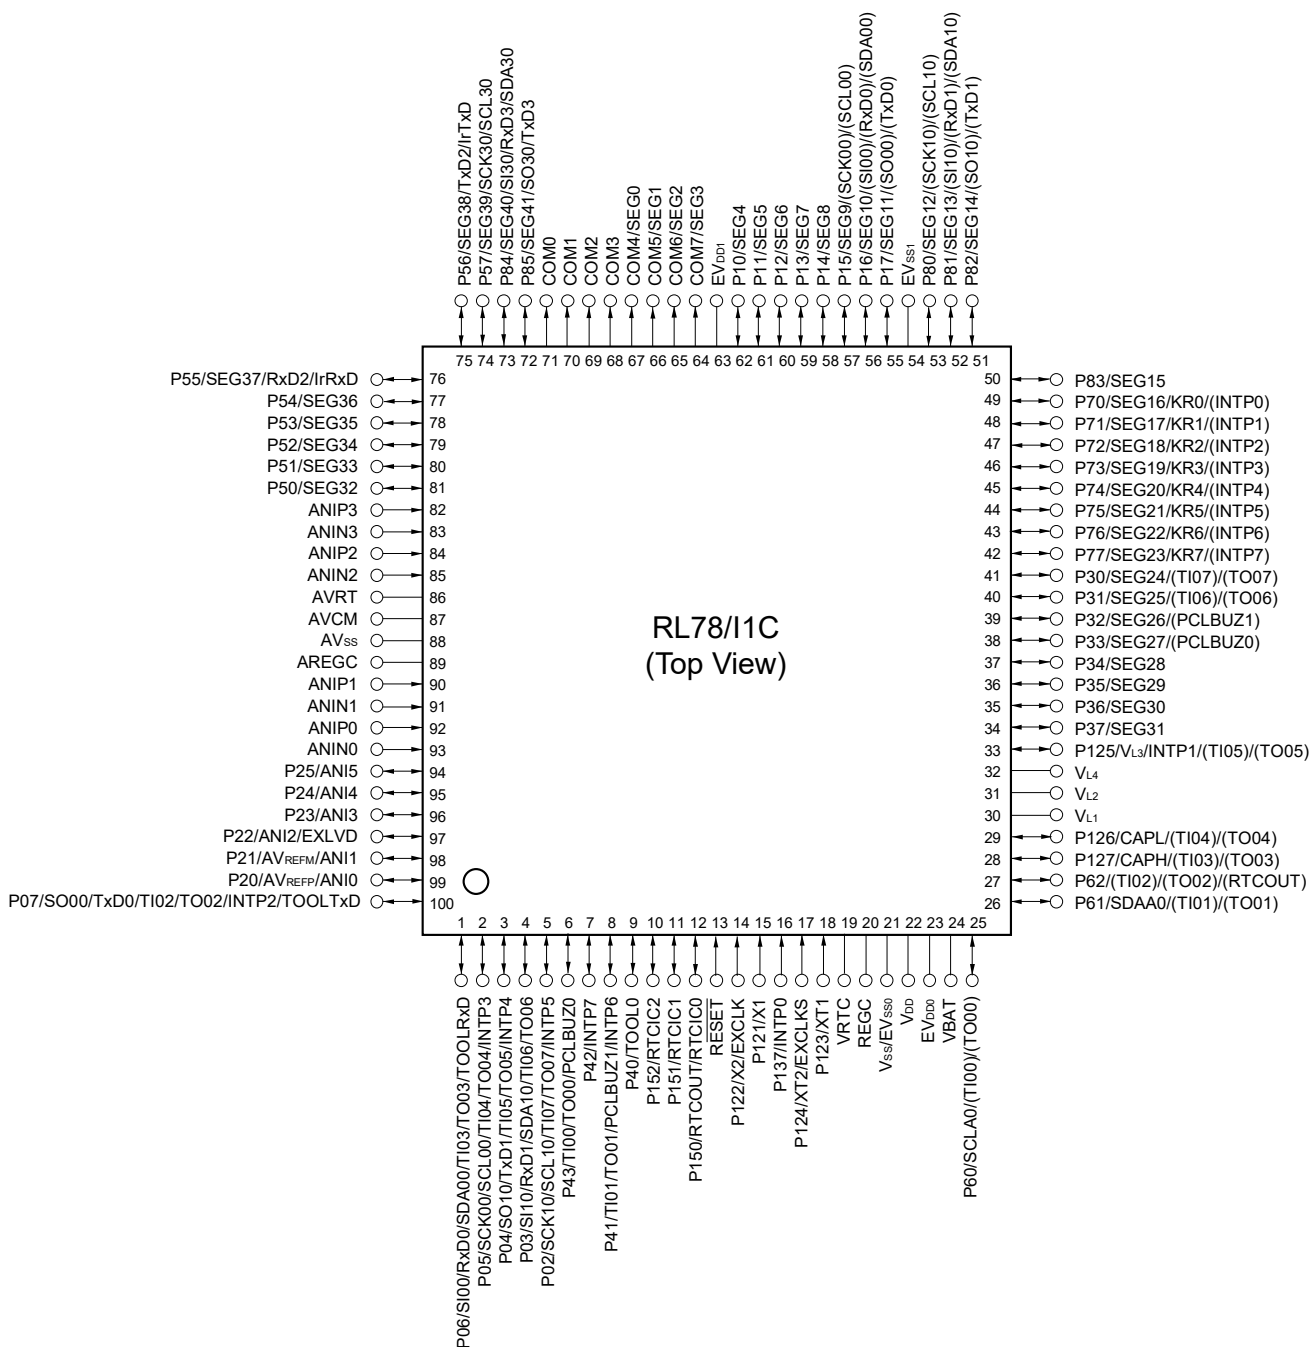 P56/SEG38/TxD2/IrTxD
P57/SEG39/SCK30/SCL30
P84/SEG40/SI30/RxD3/SDA30
P85/SEG41/SO30/TxD3
COM0
COM1
COM2
COM3
COM4/SEG0
COM5/SEG1
COM6/SEG2
COM7/SEG3
EVDD1
P10/SEG4
P11/SEG5
P12/SEG6
P13/SEG7
P14/SEG8
P15/SEG9/(SCK00)/(SCL00)
P16/SEG10/(SI00)/(RxD0)/(SDA00)
P17/SEG11/(SO00)/(TxD0)
EVSS1
P80/SEG12/(SCK10)/(SCL10)
P81/SEG13/(SI10)/(RxD1)/(SDA10)
P82/SEG14/(SO10)/(TxD1)
75 74 73 72 71 70 69 68 67 66 65 64 63 62 61 60 59 58 57 56 55 54 53 52 51
P55/SEG37/RxD2/IrRxD 76
P54/SEG36 77
P53/SEG35 78
P52/SEG34 79
P51/SEG33 80
P50/SEG32 81
ANIP3 82
ANIN3 83
ANIP2 84
ANIN2 85
AVRT 86
AVCM 87
AVSS 88
AREGC 89
ANIP1 90
ANIN1 91
ANIP0 92
ANIN0 93
P25/ANI5 94
P24/ANI4 95
P23/ANI3 96
P22/ANI2/EXLVD 97
P21/AVREFM/ANI1 98
P20/AVREFP/ANI0 99
P07/SO00/TxD0/TI02/TO02/INTP2/TOOLTxD 100
RL78/I1C
(Top View)
50 P83/SEG15
49 P70/SEG16/KR0/(INTP0)
48 P71/SEG17/KR1/(INTP1)
47 P72/SEG18/KR2/(INTP2)
46 P73/SEG19/KR3/(INTP3)
45 P74/SEG20/KR4/(INTP4)
44 P75/SEG21/KR5/(INTP5)
43 P76/SEG22/KR6/(INTP6)
42 P77/SEG23/KR7/(INTP7)
41 P30/SEG24/(TI07)/(TO07)
40 P31/SEG25/(TI06)/(TO06)
39 P32/SEG26/(PCLBUZ1)
38 P33/SEG27/(PCLBUZ0)
37 P34/SEG28
36 P35/SEG29
35 P36/SEG30
34 P37/SEG31
33 P125/VL3/INTP1/(TI05)/(TO05)
32 VL4
31 VL2
30 VL1
29 P126/CAPL/(TI04)/(TO04)
28 P127/CAPH/(TI03)/(TO03)
27 P62/(TI02)/(TO02)/(RTCOUT)
26 P61/SDAA0/(TI01)/(TO01)
1 2 3 4 5 6 7 8 9 10 11 12 13 14 15 16 17 18 19 20 21 22 23 24 25
P06/SI00/RxD0/SDA00/TI03/TO03/TOOLRxD
P05/SCK00/SCL00/TI04/TO04/INTP3
P04/SO10/TxD1/TI05/TO05/INTP4
P03/SI10/RxD1/SDA10/TI06/TO06
P02/SCK10/SCL10/TI07/TO07/INTP5
P43/TI00/TO00/PCLBUZ0
P42/INTP7
P41/TI01/TO01/PCLBUZ1/INTP6
P40/TOOL0
P152/RTCIC2
P151/RTCIC1
P150/RTCOUT/RTCIC0
RESET
P122/X2/EXCLK
P121/X1
P137/INTP0
P124/XT2/EXCLKS
P123/XT1
VRTC
REGC
VSS/EVSS0
VDD
EVDD0
VBAT
P60/SCLA0/(TI00)/(TO00)